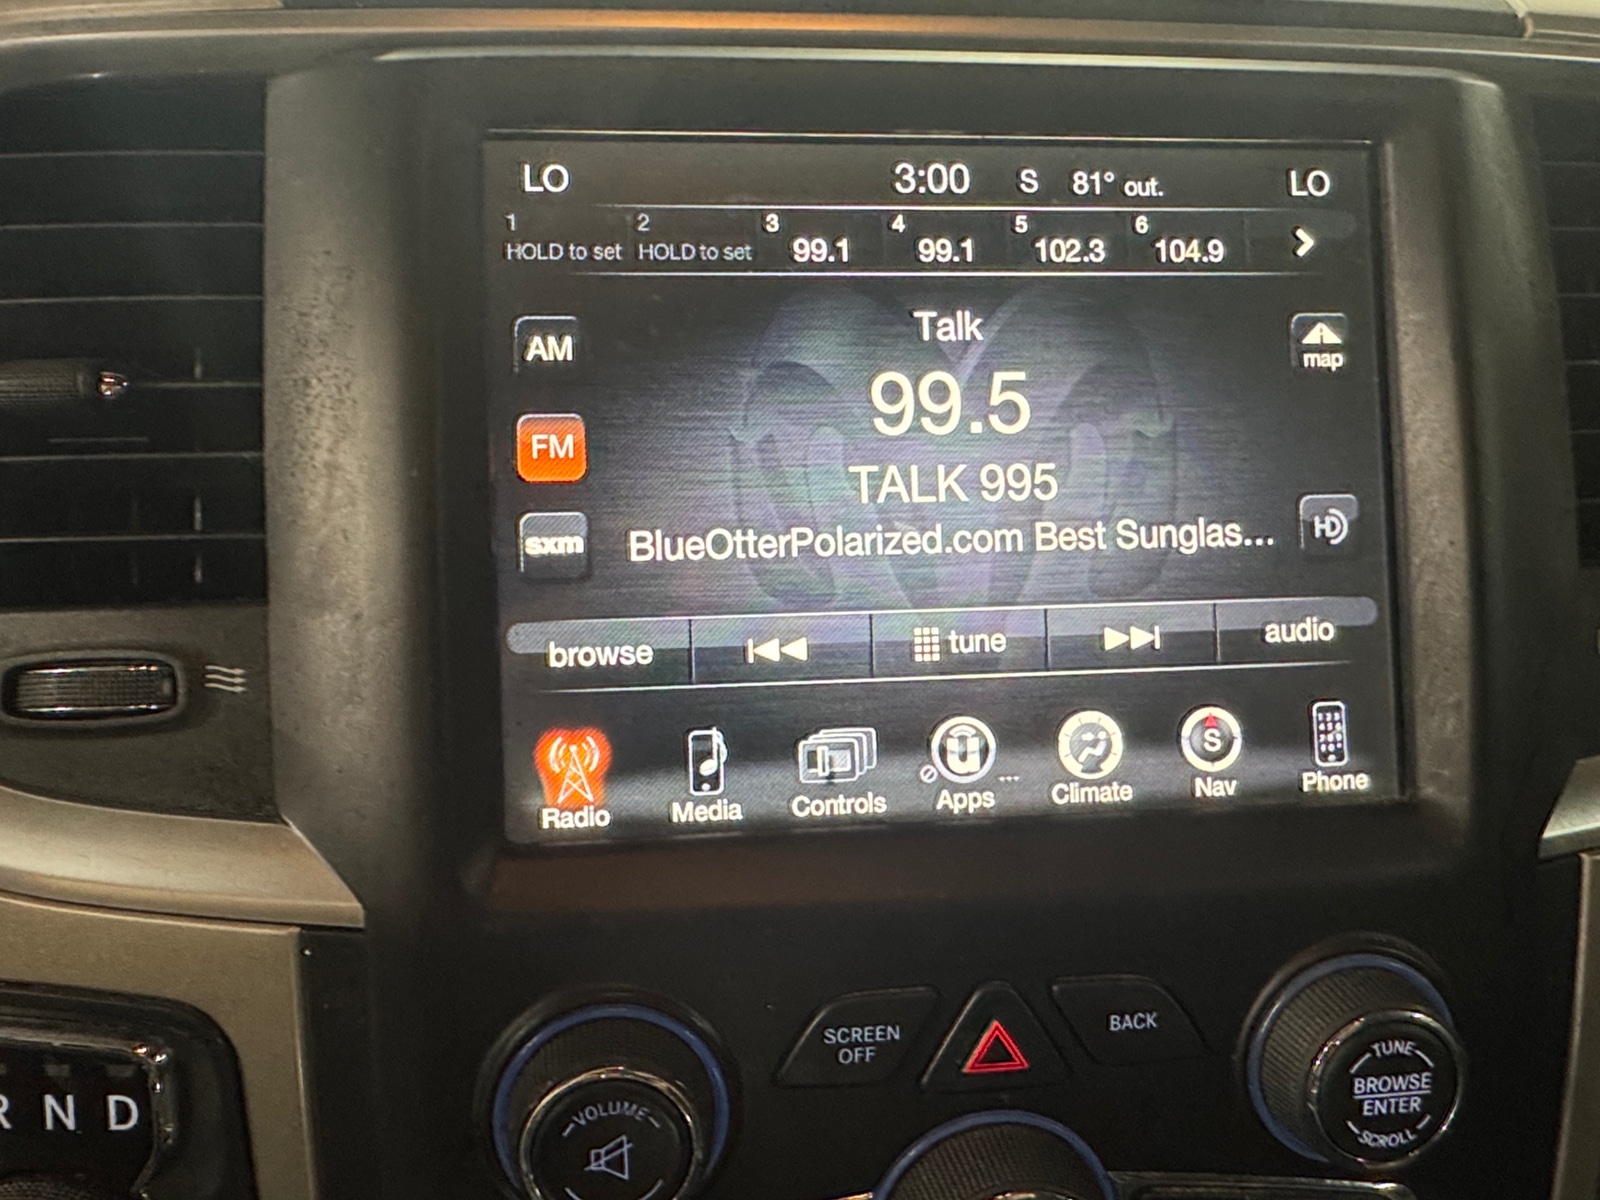 LO 3:00 S 81° out. LO
1 2 3 4 5 6
HOLD to set HOLD to set 99.1 99.1 102.3 104.9
Talk
AM
map
99.5
FM
TALK 995
sxm
BlueOtterPolarized.com Best Sunglas...
HD
browse tune audio
Radio Media Controls Apps ... Climate Nav Phone
S
SCREEN
OFF
BACK
VOLUME
TUNE
BROWSE
ENTER
SCROLL
R N D